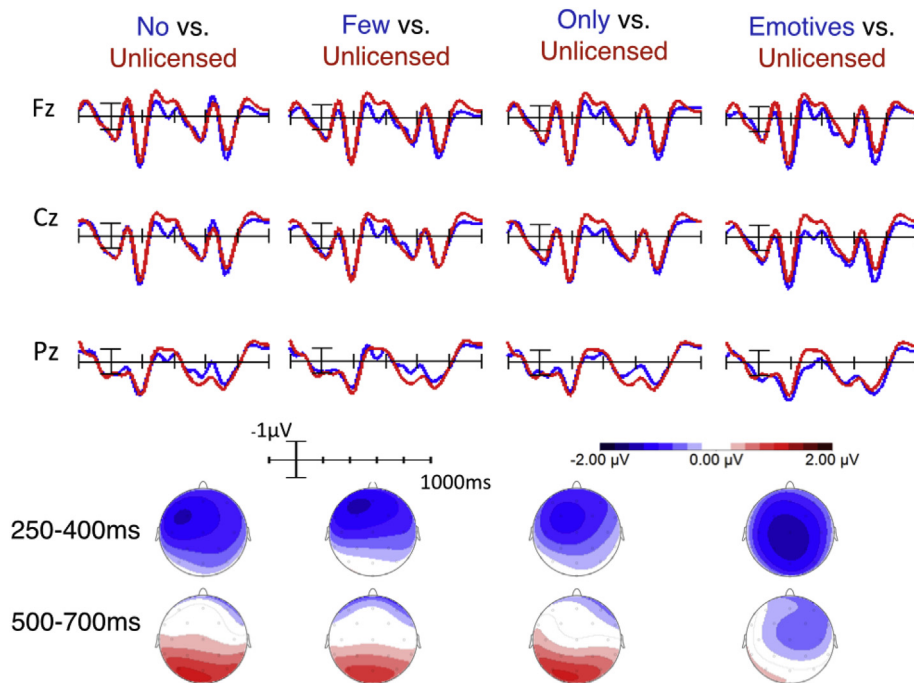 No vs. Few vs. Only vs. Emotives vs.
Unlicensed Unlicensed Unlicensed Unlicensed
Fz
Cz
Pz
-1µV
1000ms
-2.00 µV 0.00 µV 2.00 µV
250-400ms
500-700ms